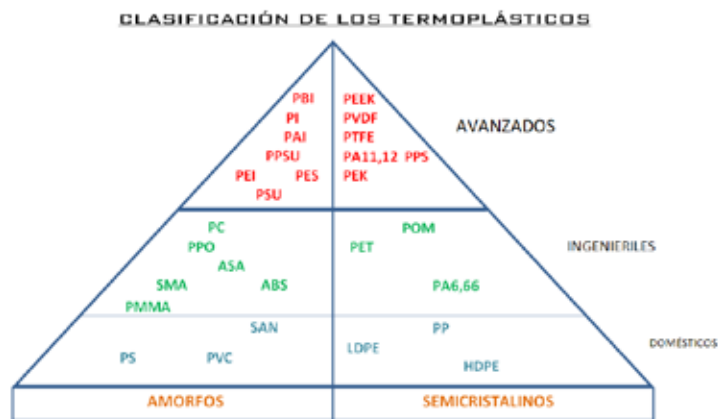 CLASIFICACIÓN DE LOS TERMOPLÁSTICOS
PBI PEEK
PI PVDF
AVANZADOS
PAI PTFE
PPSU PA11,12 PPS
PEI PES PEK
PSU
PC POM
PPO PET
INGENIERILES
ASA
SMA ABS PA6,66
PMMA
SAN PP
LDPE
DOMÉSTICOS
PS PVC HDPE
AMORFOS SEMICRISTALINOS